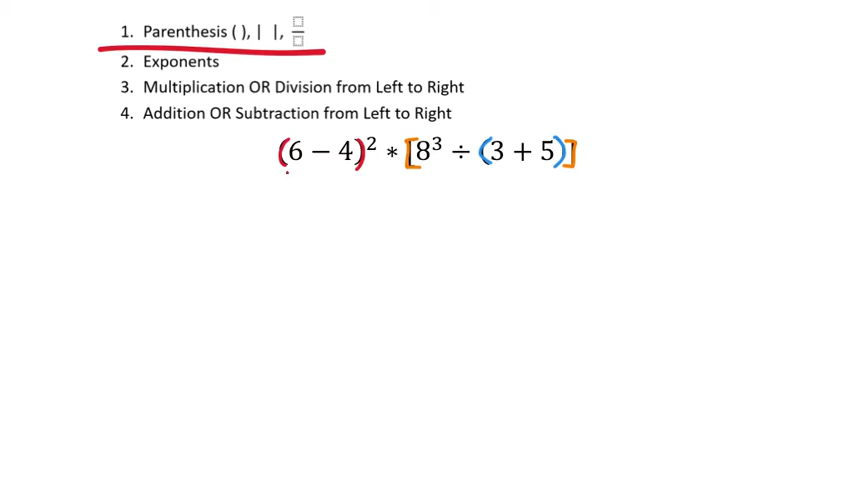 1. Parenthesis ( ), | |, □/□
2. Exponents
3. Multiplication OR Division from Left to Right
4. Addition OR Subtraction from Left to Right
(6 − 4)² ∗ [8³ ÷ (3 + 5)]